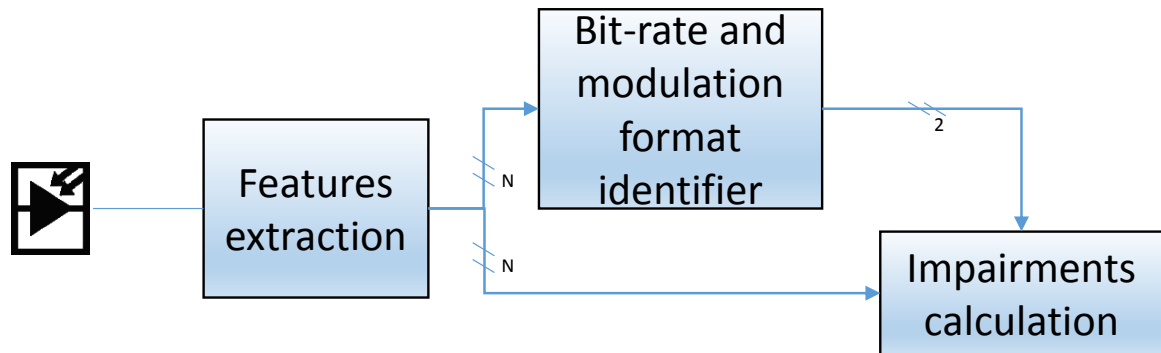 Features
extraction
N
N
Bit-rate and
modulation
format
identifier
2
Impairments
calculation